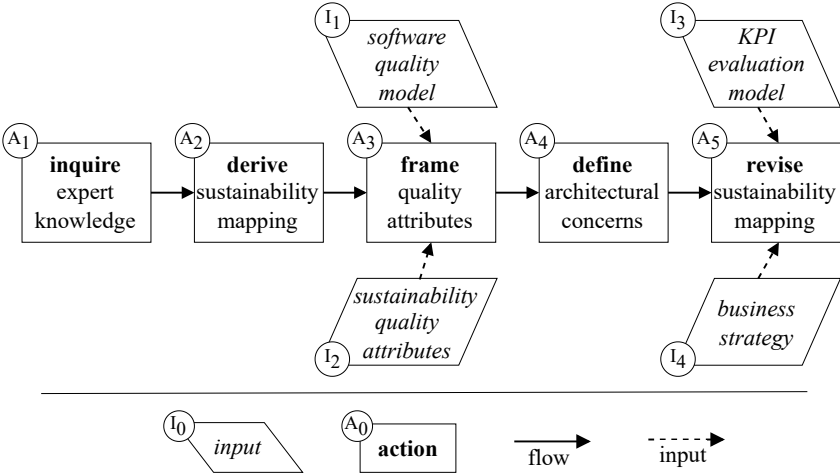 I1
software
quality
model
I3
KPI
evaluation
model
A1
inquire
expert
knowledge
A2
derive
sustainability
mapping
A3
frame
quality
attributes
A4
define
architectural
concerns
A5
revise
sustainability
mapping
I2
sustainability
quality
attributes
I4
business
strategy
I0
input
A0
action
flow
input